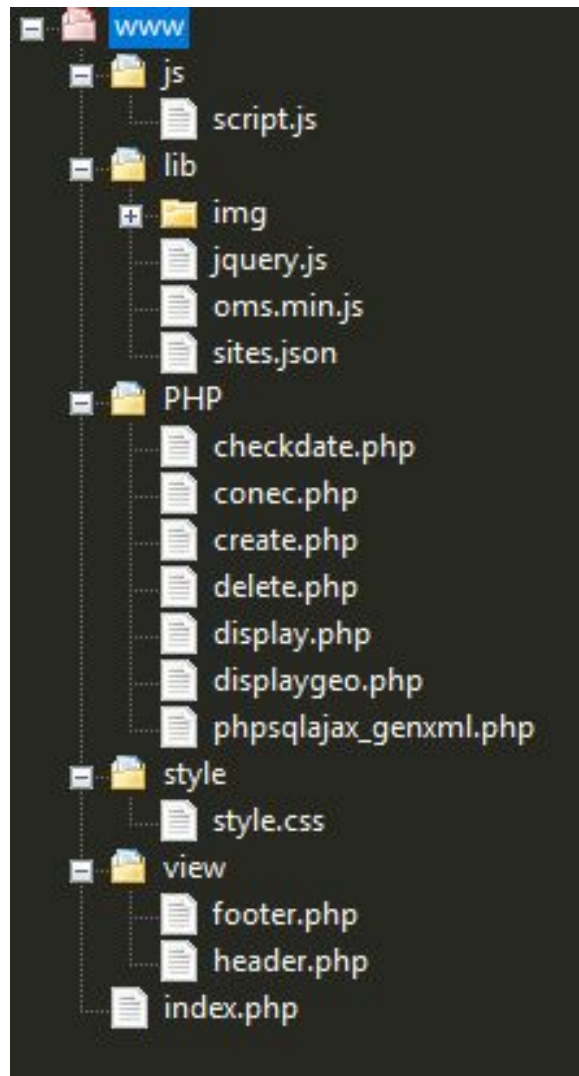 www
js
script.js
lib
img
jquery.js
oms.min.js
sites.json
PHP
checkdate.php
conec.php
create.php
delete.php
display.php
displaygeo.php
phpsqlajax_genxml.php
style
style.css
view
footer.php
header.php
index.php